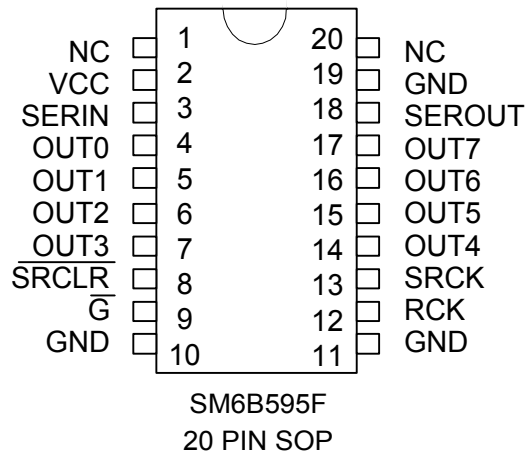 NC 1 20 NC
VCC 2 19 GND
SERIN 3 18 SEROUT
OUT0 4 17 OUT7
OUT1 5 16 OUT6
OUT2 6 15 OUT5
OUT3 7 14 OUT4
S̅R̅C̅L̅R̅ 8 13 SRCK
G̅ 9 12 RCK
GND 10 11 GND
SM6B595F
20 PIN SOP